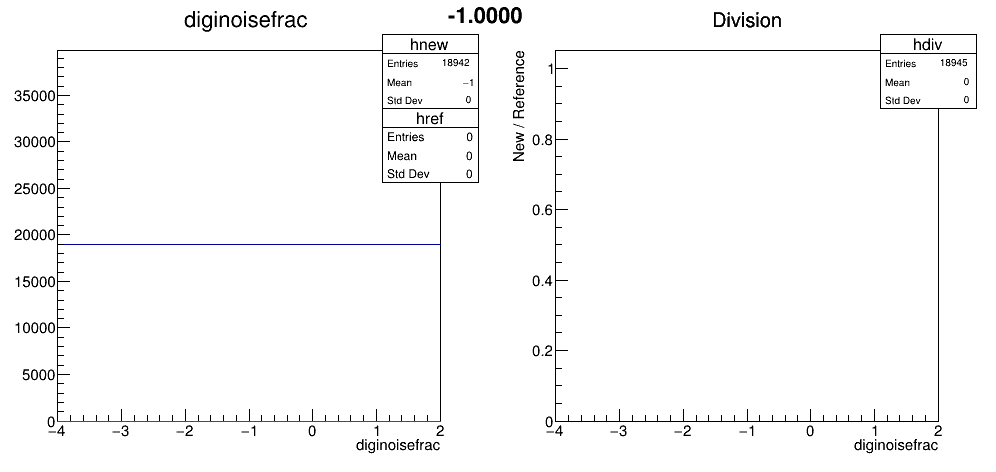 diginoisefrac
-1.0000
Division
hnew
Entries 18942
Mean −1
Std Dev 0
href
Entries 0
Mean 0
Std Dev 0
35000
30000
25000
20000
15000
10000
5000
0
−4 −3 −2 −1 0 1 2
diginoisefrac
hdiv
Entries 18945
Mean 0
Std Dev 0
New / Reference
1
0.8
0.6
0.4
0.2
0
−4 −3 −2 −1 0 1 2
diginoisefrac